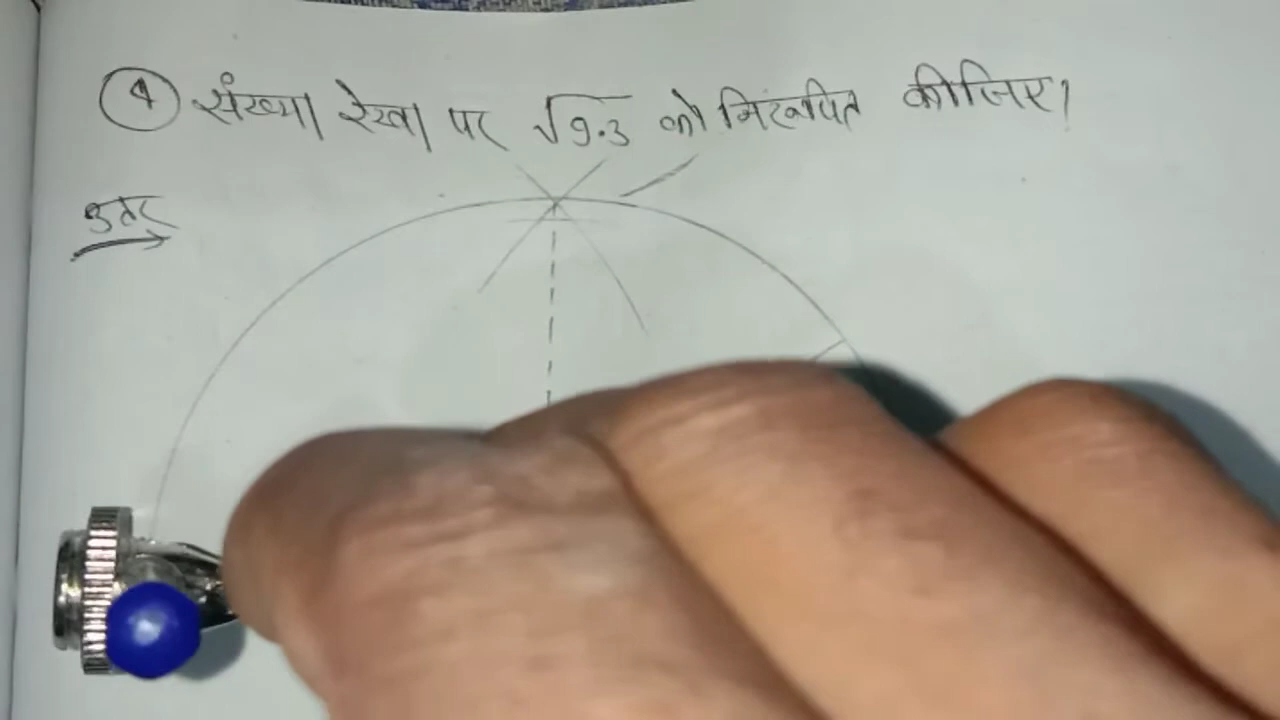 ④ संख्या रेखा पर √9.3 को निरूपित कीजिए।
उत्तर